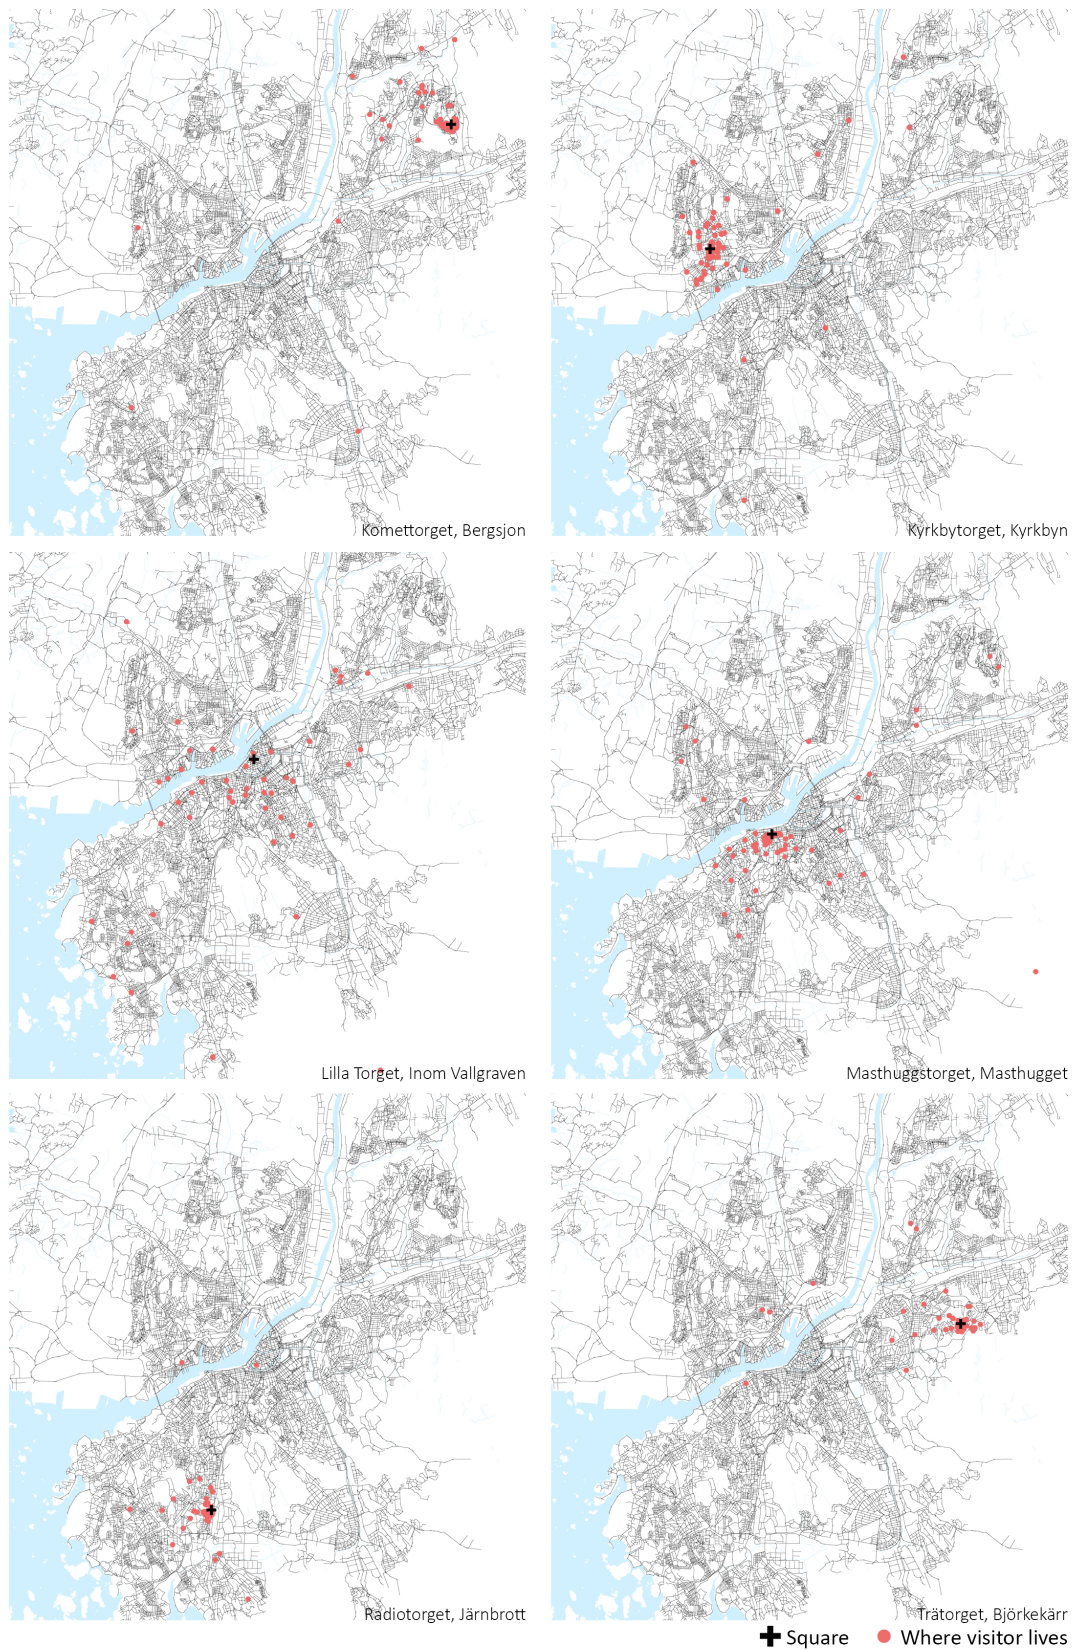 Komettorget, Bergsjon
Kyrkbytorget, Kyrkbyn
Lilla Torget, Inom Vallgraven
Masthuggstorget, Masthugget
Radiotorget, Järnbrott
Trätorget, Björkekärr
Square
Where visitor lives